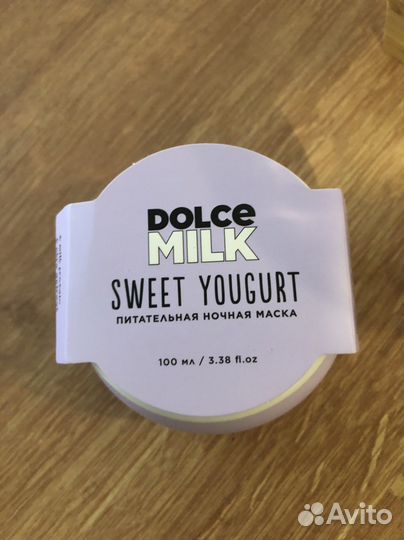 DOLCE
MILK
SWEET YOUGURT
ПИТАТЕЛЬНАЯ НОЧНАЯ МАСКА
100 мл / 3.38 fl.oz
Avito